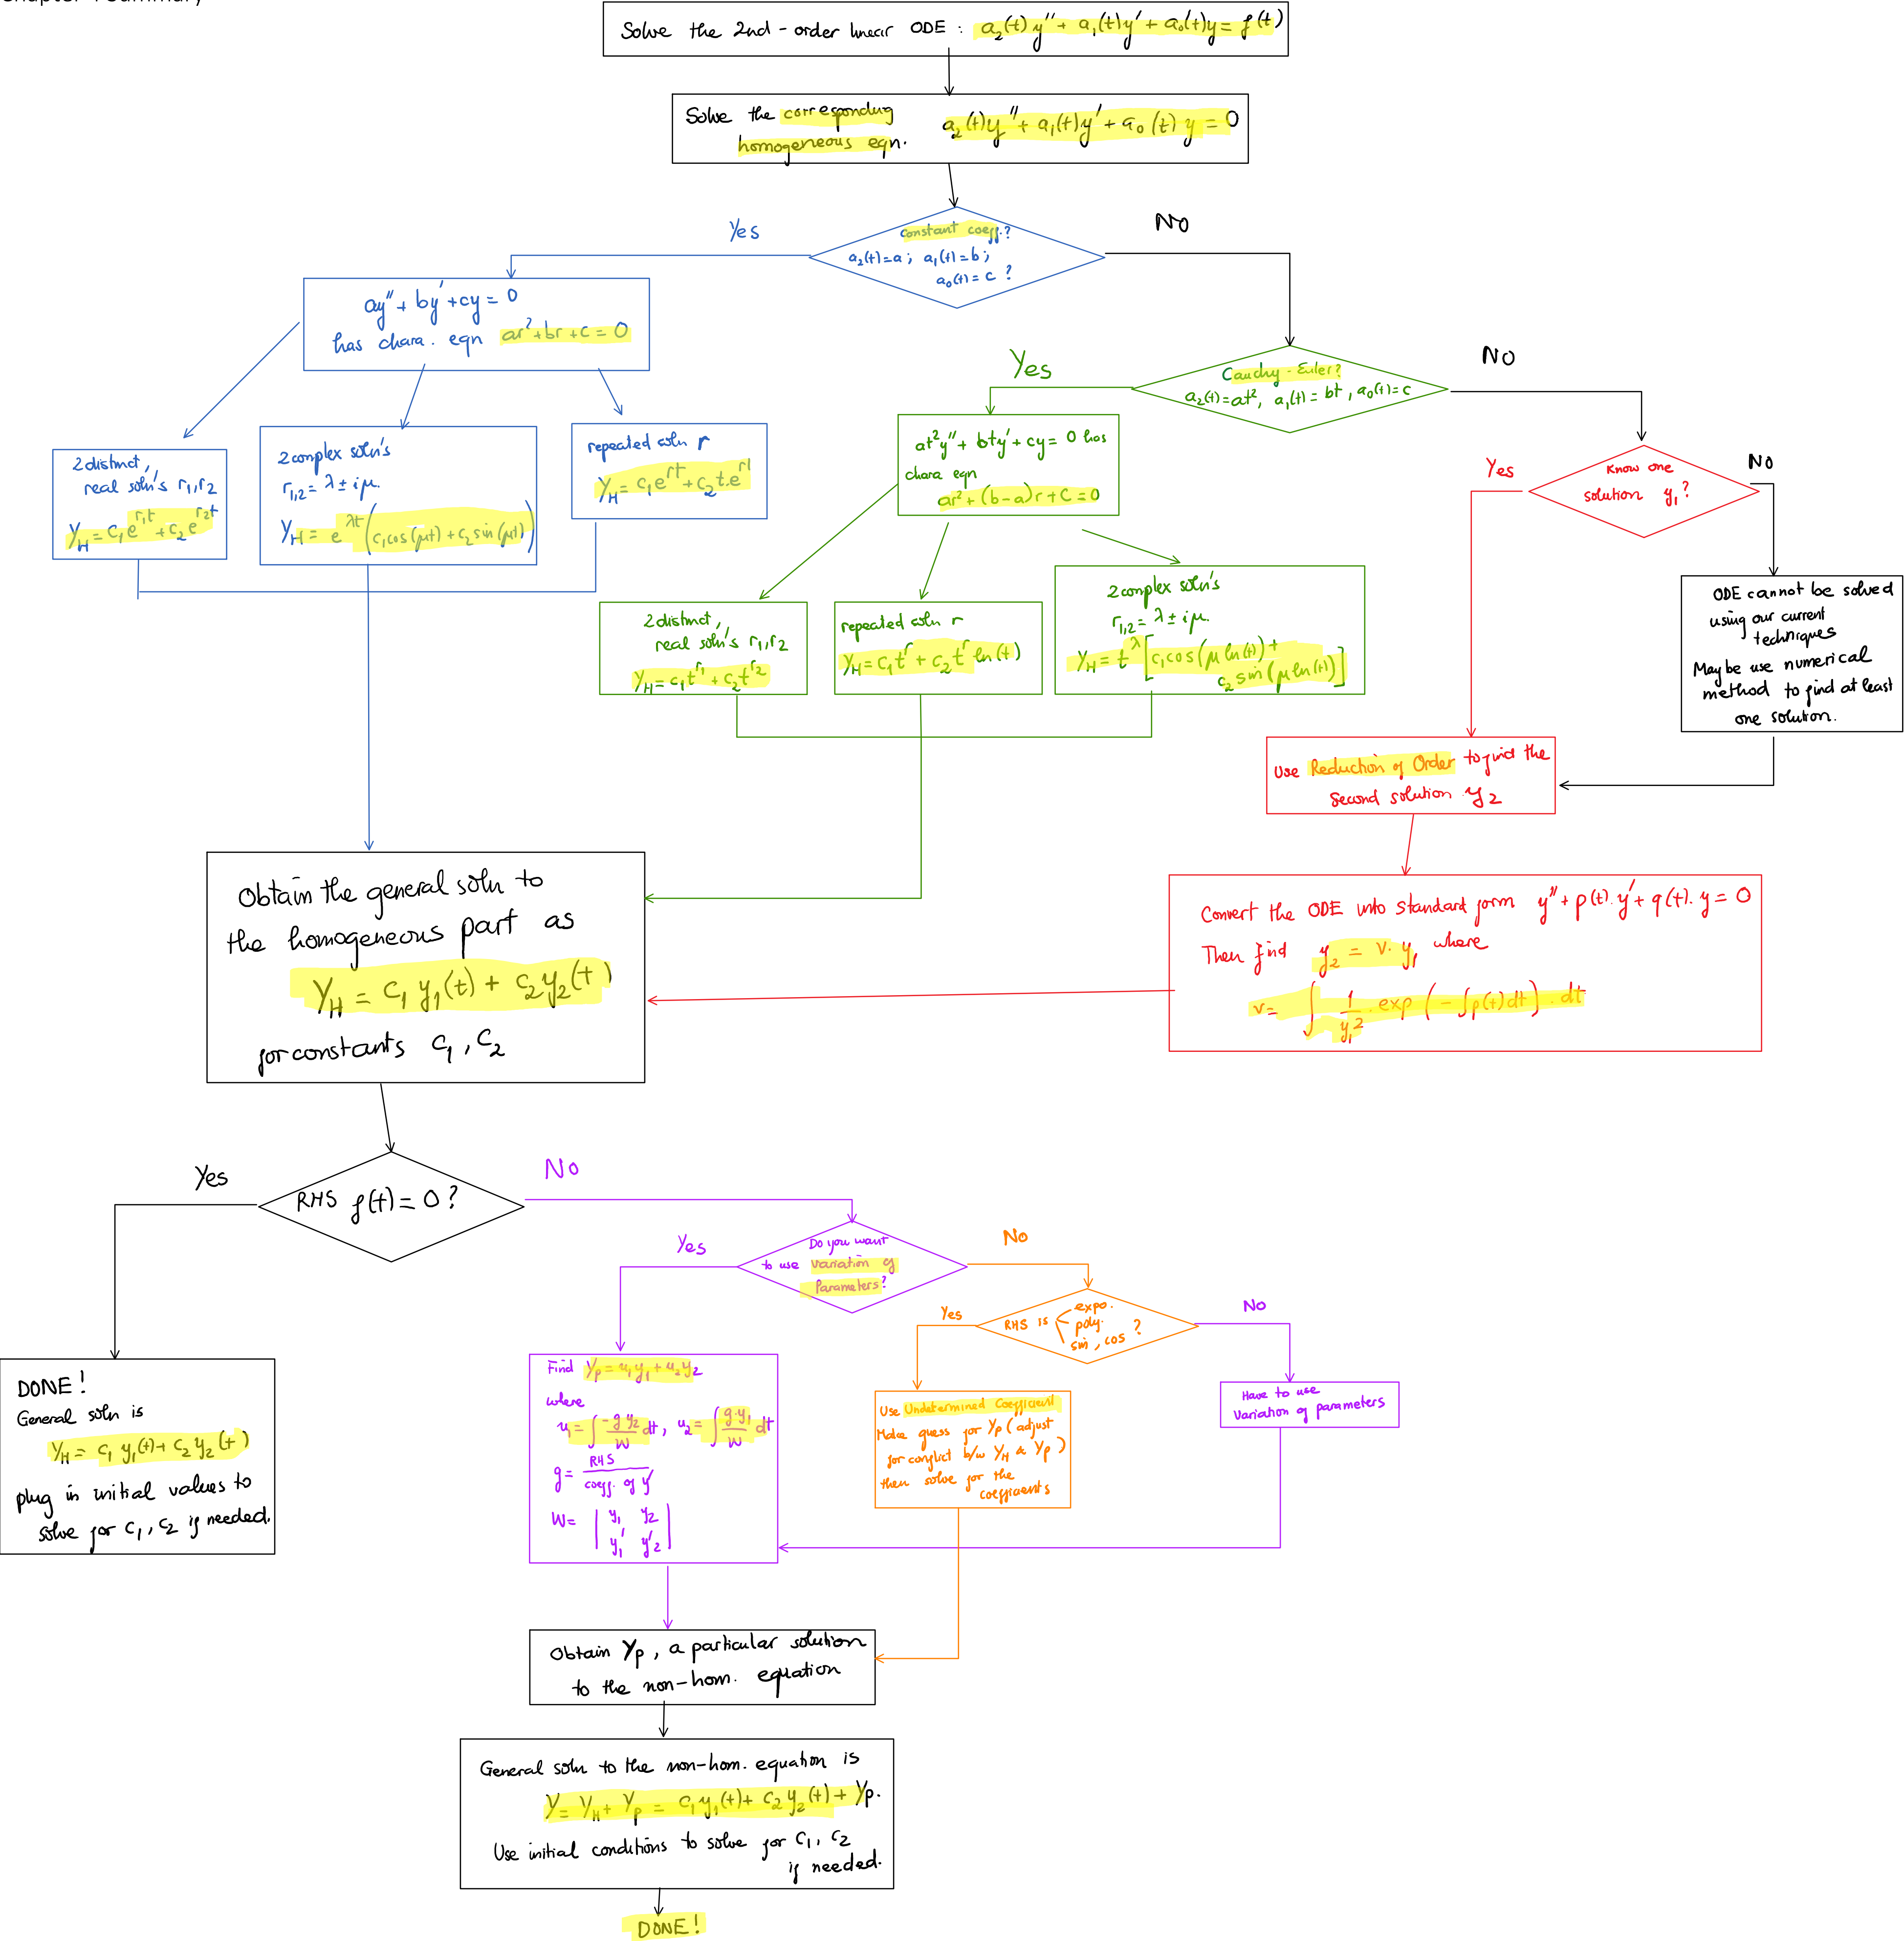 Chapter 4 Summary
Solve the 2nd-order linear ODE : a₂(t) y'' + a₁(t)y' + a₀(t)y = f(t)
Solve the corresponding
homogeneous eqn.
a₂(t)y'' + a₁(t)y' + a₀(t) y = 0
Yes
constant coeff.?
a₂(t)=a ; a₁(t)=b ;
a₀(t) = c ?
NO
ay'' + by' + cy = 0
has chara. eqn ar²+br+c = 0
Yes
Cauchy-Euler?
a₂(t)=at², a₁(t) = bt, a₀(t)=c
NO
2 distinct,
real soln's r₁,r₂
Y_H = c₁e^{r₁t} + c₂e^{r₂t}
2 complex soln's
r₁,₂ = λ ± iμ.
Y_H = e^{λt}(c₁cos(μt) + c₂sin(μt))
repeated soln r
Y_H = c₁e^{rt} + c₂t.e^{rt}
at²y'' + bty' + cy = 0 has
chara eqn
ar² + (b-a)r + C = 0
Yes
Know one
solution y₁?
NO
2 distinct,
real soln's r₁,r₂
Y_H = c₁t^{r₁} + c₂t^{r₂}
repeated soln r
Y_H = c₁t^r + c₂t^r ln(t)
2 complex soln's
r₁,₂ = λ ± iμ.
Y_H = t^λ [c₁cos(μ ln(t)) +
c₂ sin(μ ln(t))]
ODE cannot be solved
using our current
techniques
Maybe use numerical
method to find at least
one solution.
Use Reduction of Order to find the
Second solution y₂
Convert the ODE into standard form y'' + p(t).y' + q(t).y = 0
Then find y₂ = v. y₁ where
v = ∫ 1/y₁² . exp (-∫p(t)dt) . dt
Obtain the general soln to
the homogeneous part as
Y_H = C₁ y₁(t) + C₂y₂(t)
for constants C₁, C₂
Yes
RHS f(t) = 0 ?
No
Yes
Do you want
to use Variation of
Parameters?
No
Yes
RHS is
expo.
poly.
sin, cos ?
No
DONE!
General soln is
Y_H = C₁ y₁(t) + C₂ y₂(t)
plug in initial values to
solve for C₁, C₂ if needed.
Find Y_p = u₁y₁ + u₂y₂
where
u₁ = ∫ -g.y₂/W dt, u₂ = ∫ g.y₁/W dt
g = RHS/coeff. of y''
W = | y₁ y₂
y₁' y₂' |
Use Undetermined Coefficient
Make guess for Y_p (adjust
for conflict b/w Y_H & Y_p)
then solve for the
coefficients
Have to use
Variation of parameters
Obtain Y_p, a particular solution
to the non-hom. equation
General soln to the non-hom. equation is
Y = Y_H + Y_p = C₁y₁(t) + C₂y₂(t) + Y_p.
Use initial conditions to solve for C₁, C₂
if needed.
DONE!